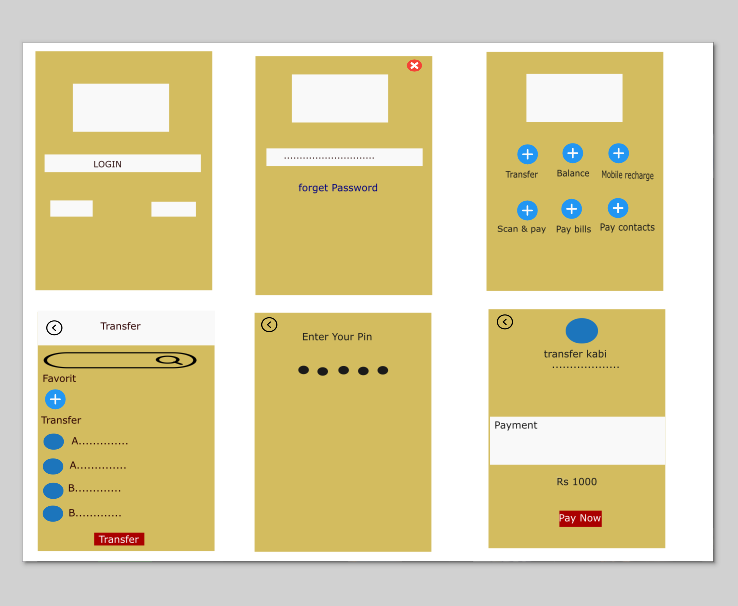 LOGIN
..............................
forget Password
Transfer Balance Mobile recharge
Scan & pay Pay bills Pay contacts
Transfer
Favorit
Transfer
A..............
A..............
B..............
B..............
Transfer
Enter Your Pin
transfer kabi
...................
Payment
Rs 1000
Pay Now